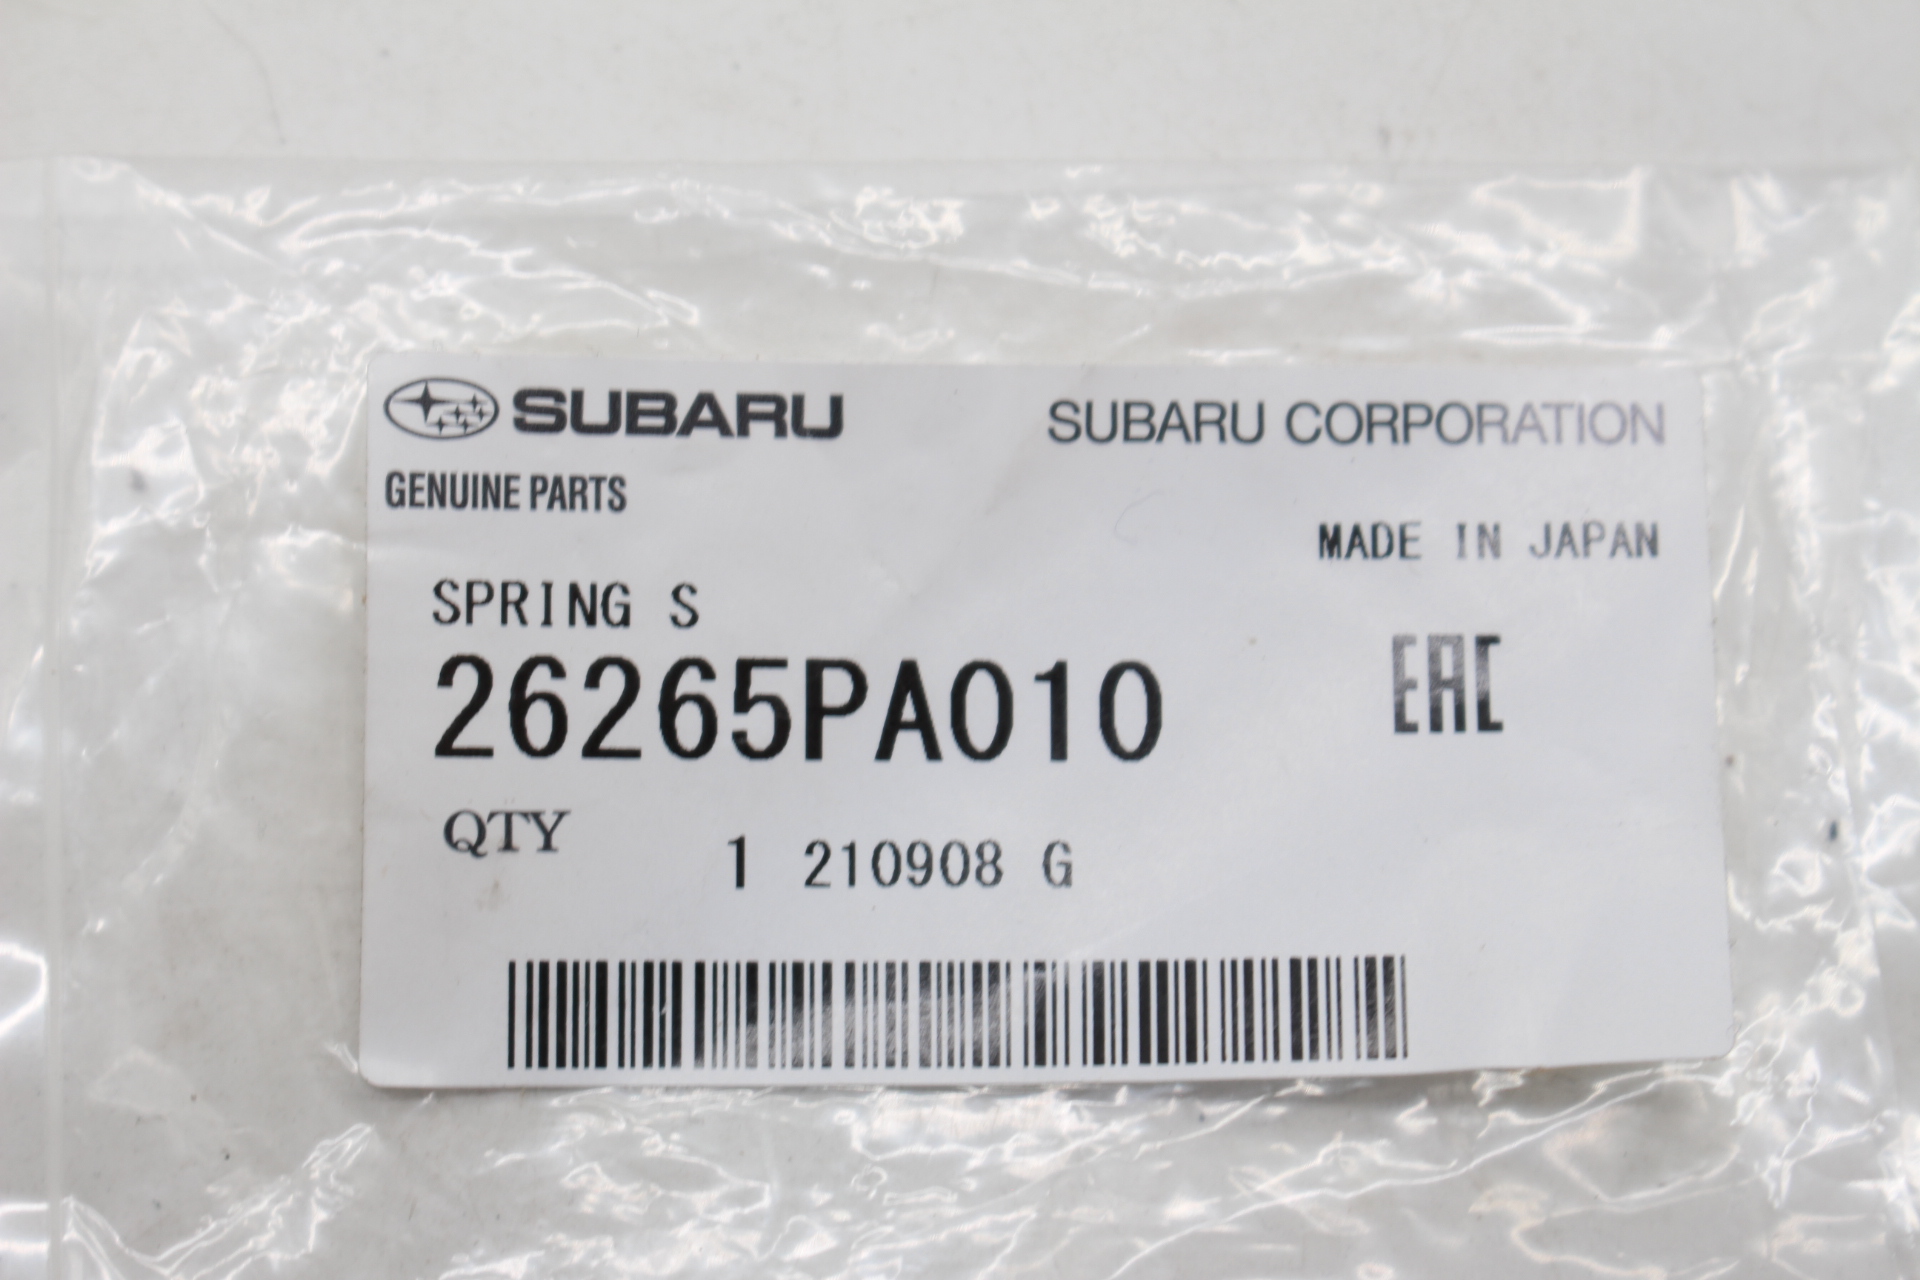 SUBARU SUBARU CORPORATION
GENUINE PARTS
MADE IN JAPAN
SPRING S
26265PA010
EAC
QTY 1 210908 G